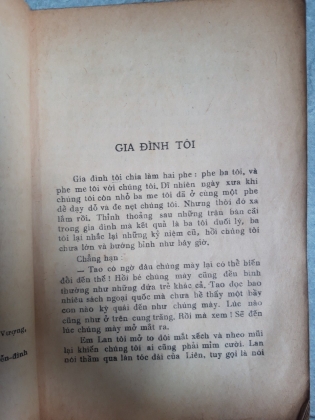 GIA ĐÌNH TÔI
Gia đình tôi chia làm hai phe: phe ba tôi, và
phe me tôi với chúng tôi. Dĩ nhiên ngày xưa khi
chúng tôi còn nhỏ ba me tôi đã ở cùng một phe
để dạy dỗ và đe nẹt chúng tôi. Nhưng thời đó xa
lắm rồi. Thỉnh thoảng sau những trận bàn cãi
trong gia đình mà kết quả là ba tôi đuối lý, ba
tôi lại nhắc lại những kỷ niệm cũ, hồi chúng tôi
chưa lớn và bướng bỉnh như bây giờ.
Chẳng hạn:
— Tao có ngờ đâu chúng mày lại có thể biến
đổi đến thế! Hồi bé chúng mày cũng đến bình
thường như những đứa trẻ khác cả. Tao đọc bao
nhiêu sách ngoại quốc mà chưa hề thấy một bầy
con nào kỳ quái đến như chúng mày. Lúc nào
cũng như ở trên cung trăng. Rồi mà xem! Sẽ đến
lúc chúng mày mở mắt ra.
Em Lan tôi mở to đôi mắt xếch và nheo mũi
lại khiến chúng tôi ai cũng phải mỉm cười. Lan
nói thầm qua làn tóc dài của Liên, tuy gọi là nói
Vượng,
ến-đình